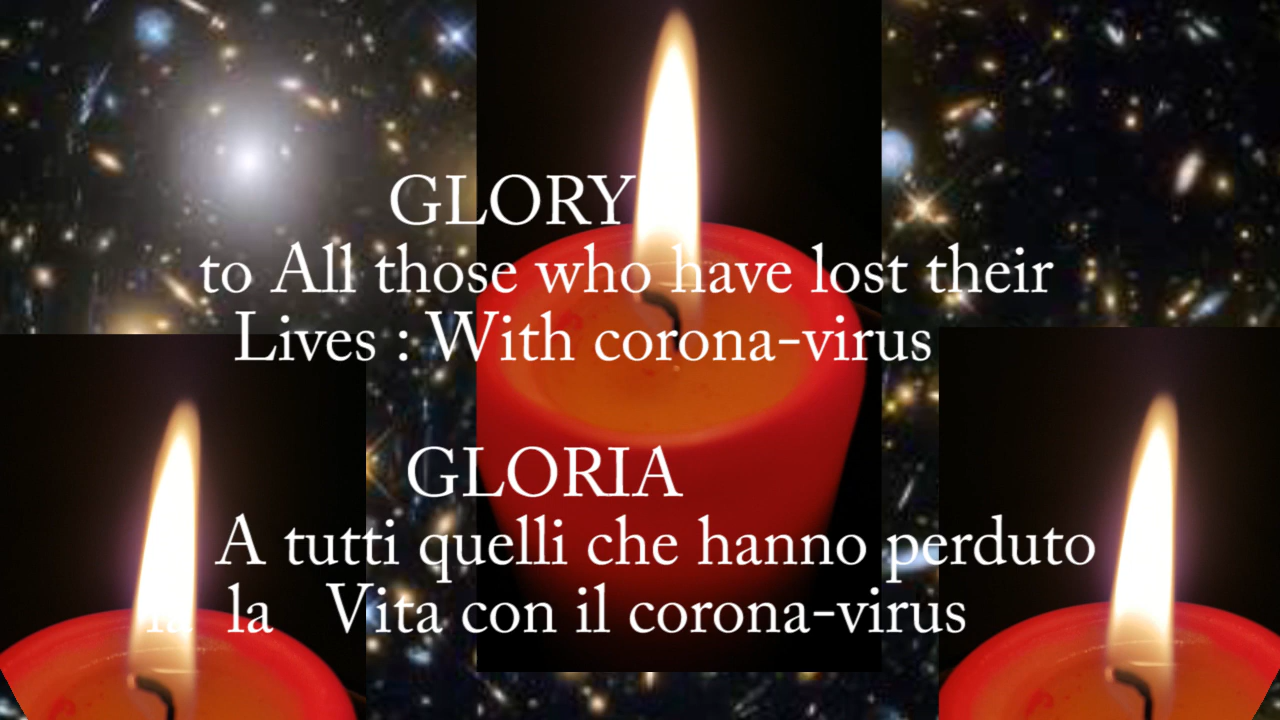 GLORY
to All those who have lost their
Lives : With corona-virus
GLORIA
A tutti quelli che hanno perduto
la la Vita con il corona-virus